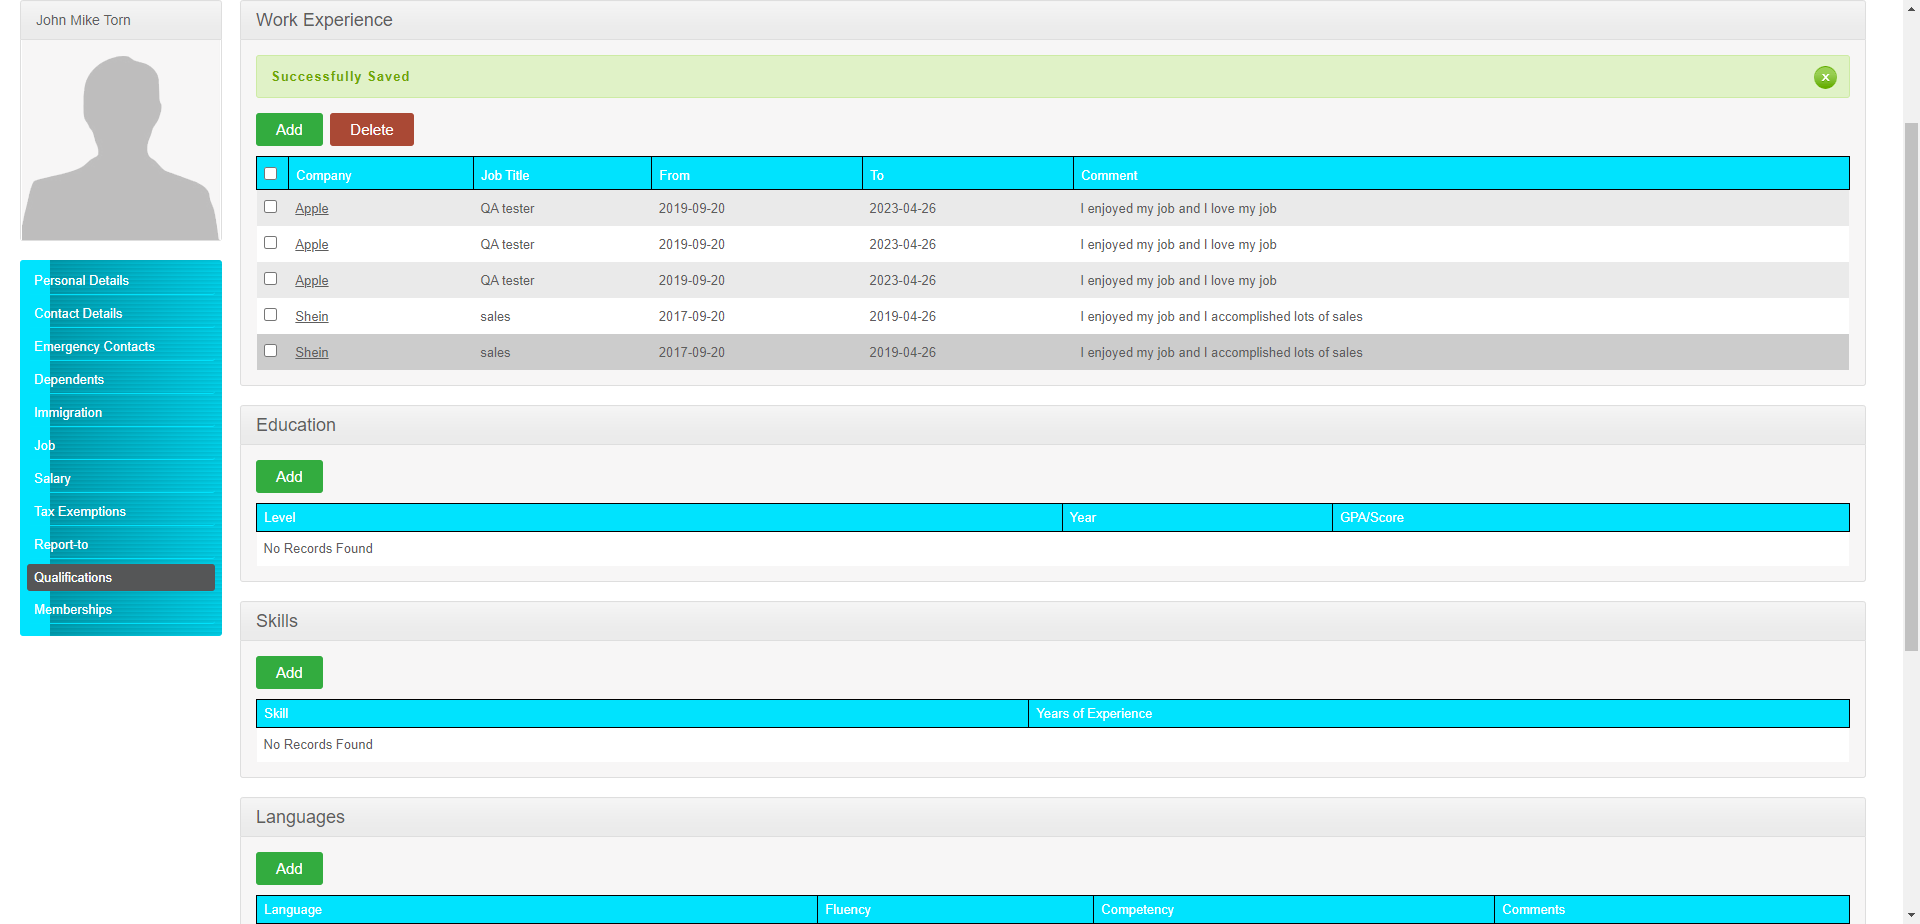 John Mike Torn
Personal Details
Contact Details
Emergency Contacts
Dependents
Immigration
Job
Salary
Tax Exemptions
Report-to
Qualifications
Memberships
Work Experience
Successfully Saved
x
Add Delete
Company Job Title From To Comment
Apple QA tester 2019-09-20 2023-04-26 I enjoyed my job and I love my job
Apple QA tester 2019-09-20 2023-04-26 I enjoyed my job and I love my job
Apple QA tester 2019-09-20 2023-04-26 I enjoyed my job and I love my job
Shein sales 2017-09-20 2019-04-26 I enjoyed my job and I accomplished lots of sales
Shein sales 2017-09-20 2019-04-26 I enjoyed my job and I accomplished lots of sales
Education
Add
Level Year GPA/Score
No Records Found
Skills
Add
Skill Years of Experience
No Records Found
Languages
Add
Language Fluency Competency Comments